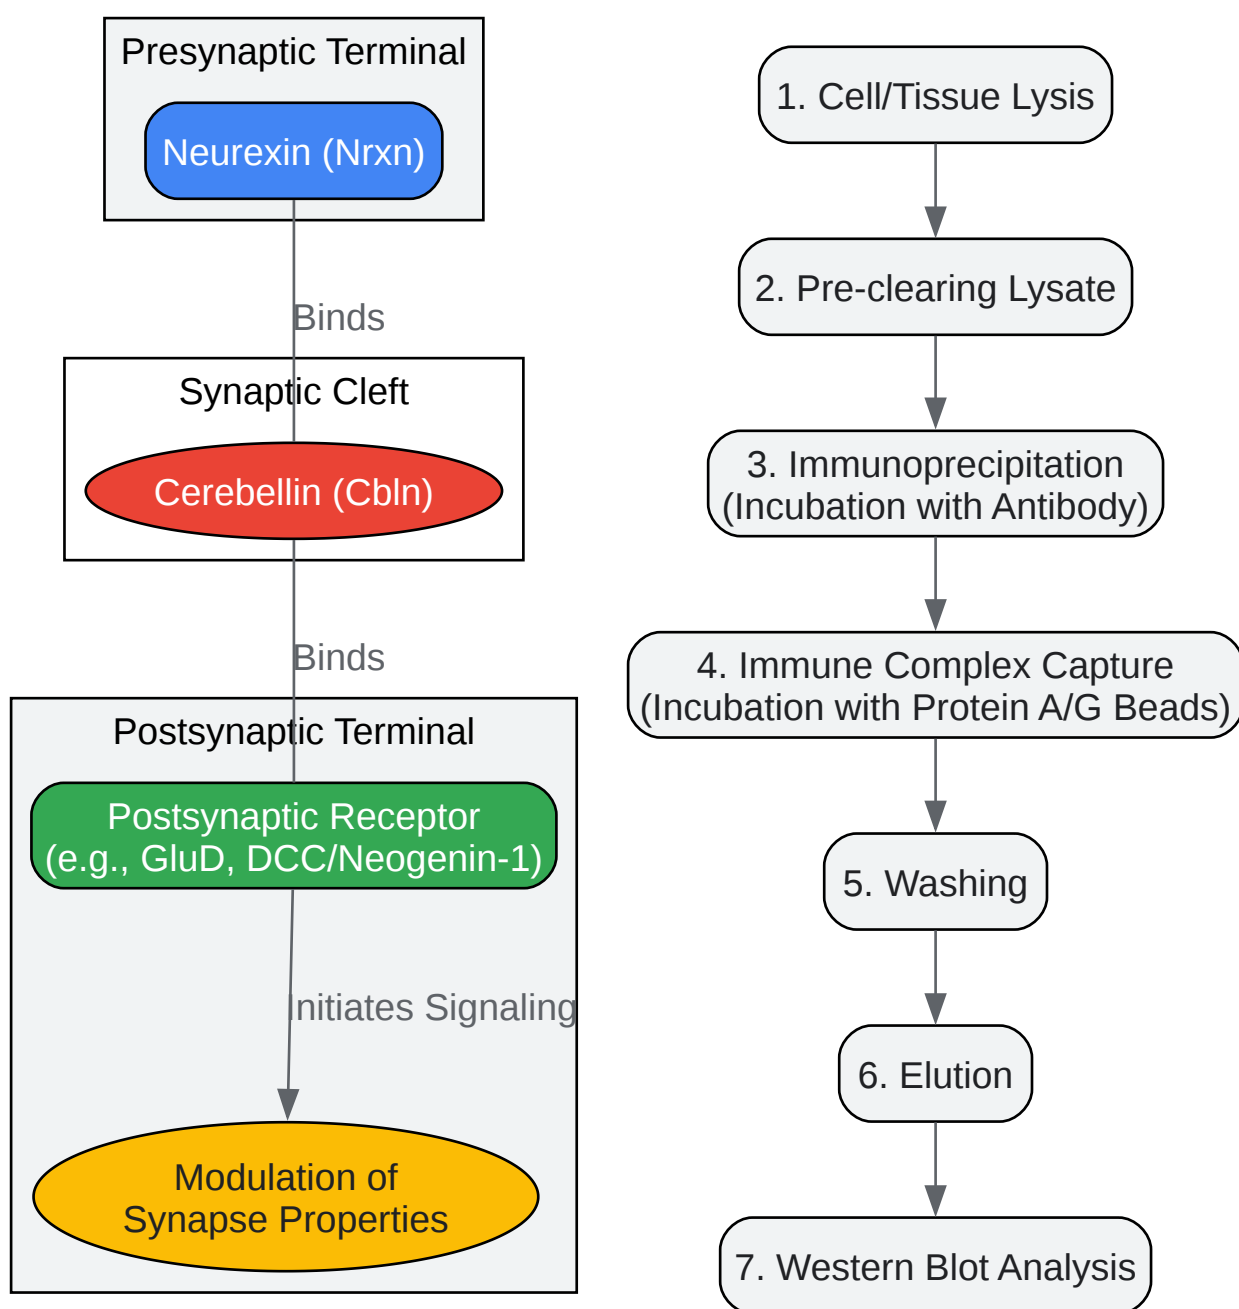 Presynaptic Terminal
Neurexin (Nrxn)
Binds
Synaptic Cleft
Cerebellin (Cbln)
Binds
Postsynaptic Terminal
Postsynaptic Receptor
(e.g., GluD, DCC/Neogenin-1)
Initiates Signaling
Modulation of
Synapse Properties
1. Cell/Tissue Lysis
2. Pre-clearing Lysate
3. Immunoprecipitation
(Incubation with Antibody)
4. Immune Complex Capture
(Incubation with Protein A/G Beads)
5. Washing
6. Elution
7. Western Blot Analysis